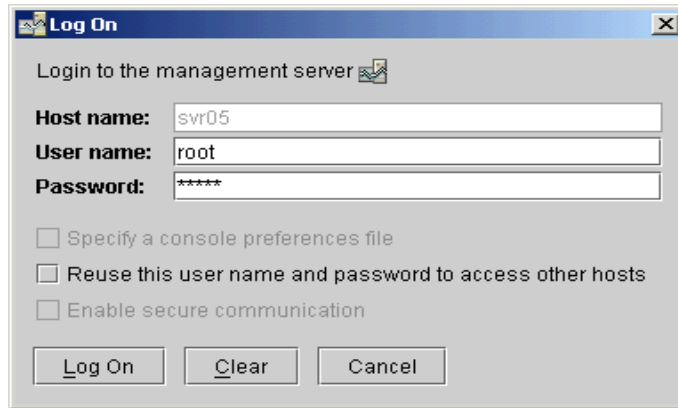 Log On
Login to the management server
Host name: svr05
User name: root
Password: *****
Specify a console preferences file
Reuse this user name and password to access other hosts
Enable secure communication
Log On Clear Cancel